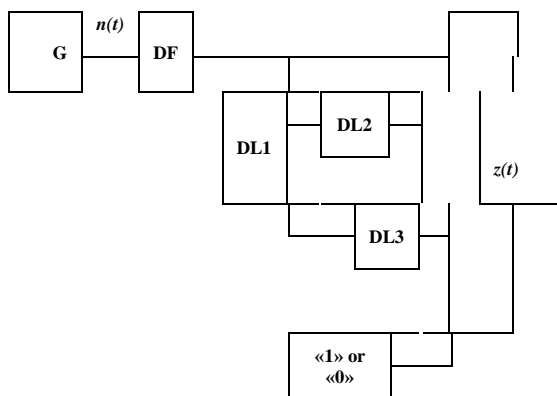 n(t)
G
DF
DL1
DL2
z(t)
DL3
«1» or
«0»